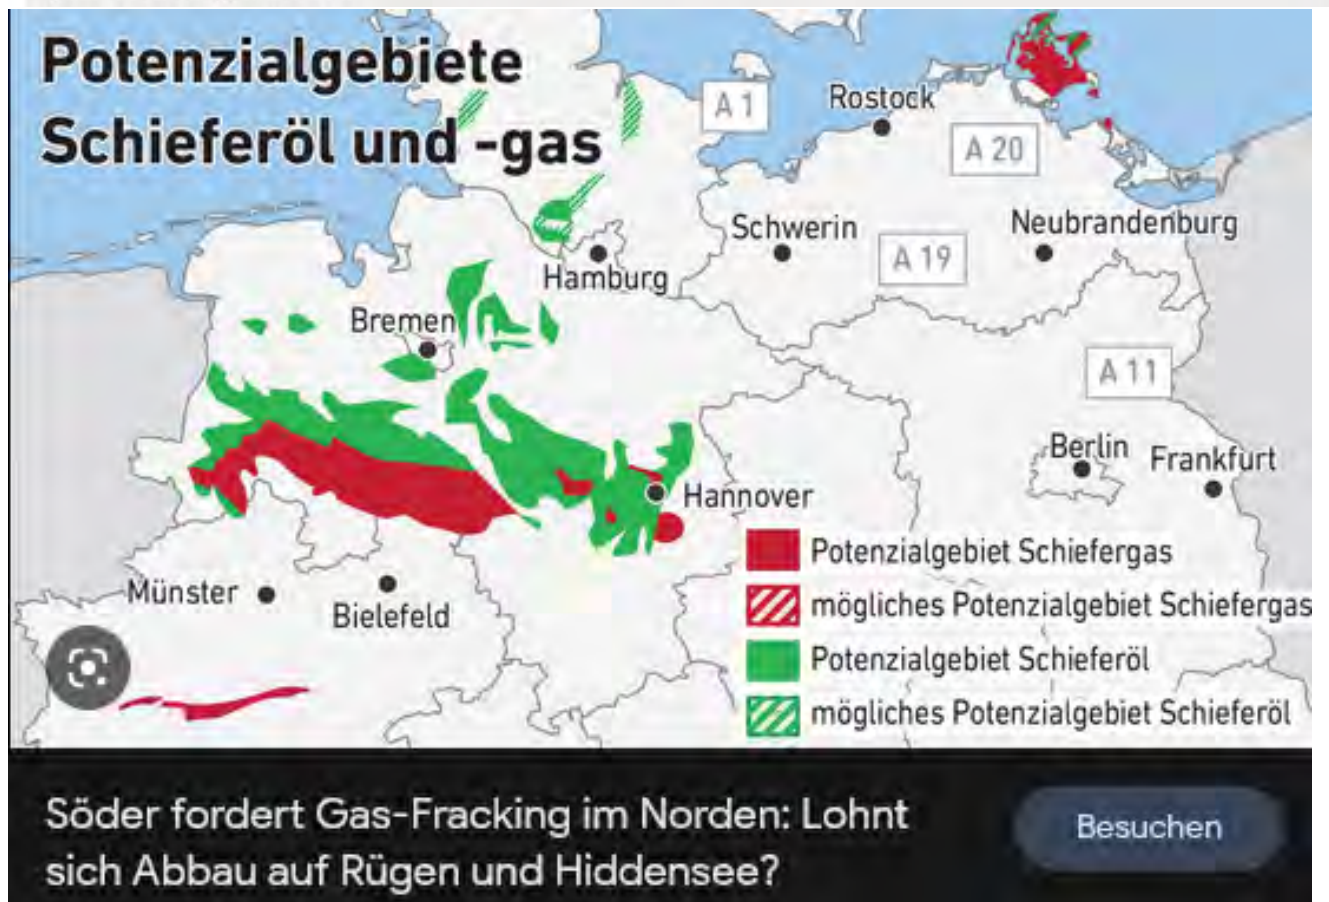 Potenzialgebiete
Schieferöl und -gas
A 1
Rostock
A 20
Schwerin
Neubrandenburg
A 19
Hamburg
Bremen
A 11
Berlin
Frankfurt
Hannover
Münster
Bielefeld
Potenzialgebiet Schiefergas
mögliches Potenzialgebiet Schiefergas
Potenzialgebiet Schieferöl
mögliches Potenzialgebiet Schieferöl
Söder fordert Gas-Fracking im Norden: Lohnt
sich Abbau auf Rügen und Hiddensee?
Besuchen